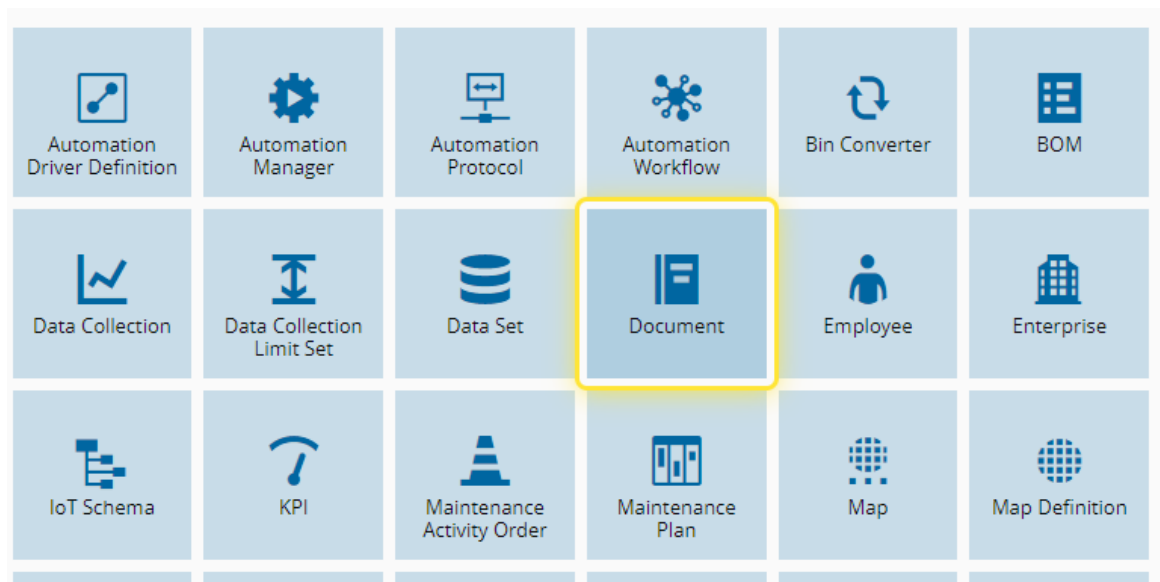 Automation
Driver Definition
Automation
Manager
Automation
Protocol
Automation
Workflow
Bin Converter
BOM
Data Collection
Data Collection
Limit Set
Data Set
Document
Employee
Enterprise
IoT Schema
KPI
Maintenance
Activity Order
Maintenance
Plan
Map
Map Definition